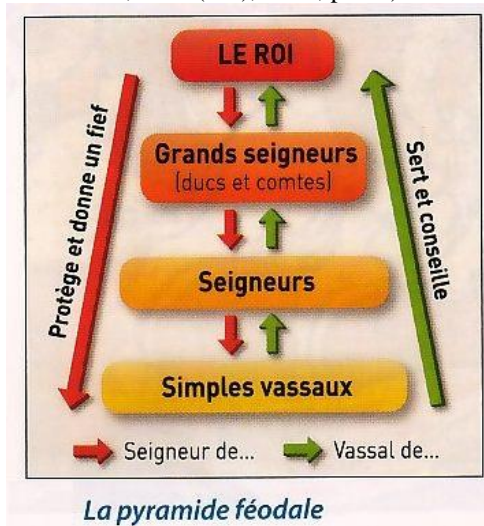 LE ROI
Grands seigneurs
(ducs et comtes)
Seigneurs
Simples vassaux
Protège et donne un fief
Sert et conseille
Seigneur de...
Vassal de...
La pyramide féodale